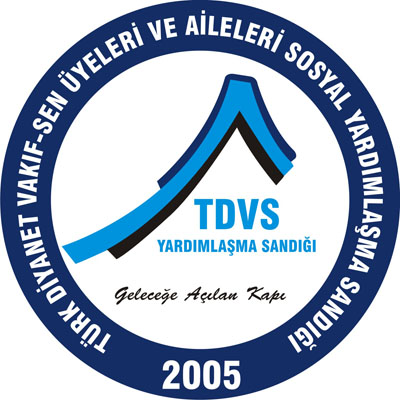 TÜRK DİYANET VAKIF-SEN ÜYELERİ VE AİLELERİ SOSYAL YARDIMLAŞMA SANDIĞI
TDVS
YARDIMLAŞMA SANDIĞI
Geleceğe Açılan Kapı
2005